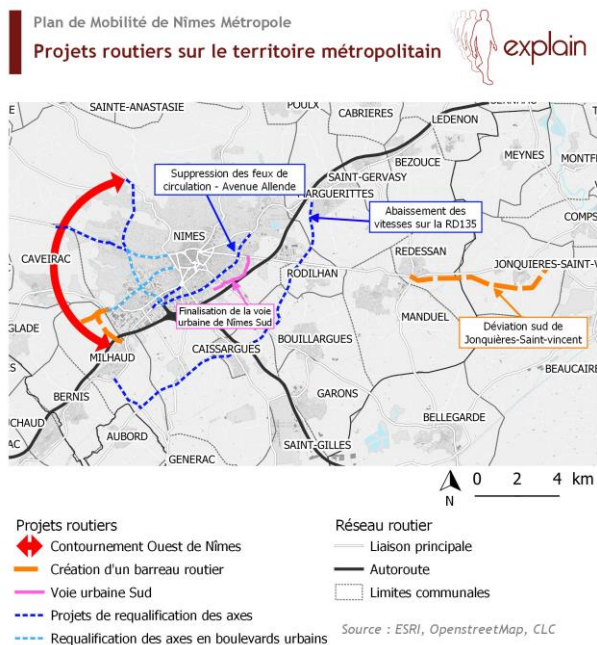 Plan de Mobilité de Nîmes Métropole
Projets routiers sur le territoire métropolitain
explain
SAINTE-ANASTASIE
POULX
CABRIERES
LEDENON
BEZOUCE
MEYNES
SAINT-GERVASY
MARGUERITTES
COMPS
Suppression des feux de
circulation - Avenue Allende
Abaissement des
vitesses sur la RD135
NIMES
REDESSAN
CAVEIRAC
RODILHAN
JONQUIERES-SAINT-V
Finalisation de la voie
urbaine de Nîmes Sud
MANDUEL
Déviation sud de
Jonquières-Saint-vincent
GLADE
MILHAUD
CAISSARGUES
BOUILLARGUES
BEAUCAIRE
BERNIS
GARONS
UCHAUD
AUBORD
BELLEGARDE
GENERAC
SAINT-GILLES
N
0 2 4 km
Projets routiers
Contournement Ouest de Nîmes
Création d'un barreau routier
Voie urbaine Sud
Projets de requalification des axes
Requalification des axes en boulevards urbains
Réseau routier
Liaison principale
Autoroute
Limites communales
Source : ESRI, OpenstreetMap, CLC